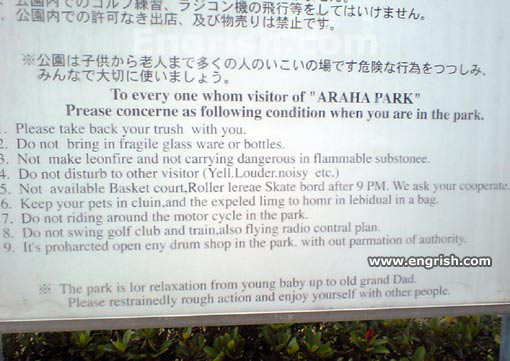 公園内でのゴルフ練習、ラジコン機の飛行等をしてはいけません。
公園内での許可なき出店、及び物売りは禁止です。
※公園は子供から老人まで多くの人のいこいの場です危険な行為をつつしみ、
みんなで大切に使いましょう。
To every one whom visitor of "ARAHA PARK"
Prease concerne as following condition when you are in the park.
1. Please take back your trush with you.
2. Do not bring in fragile glass ware or bottles.
3. Not make leonfire and not carrying dangerous in flammable substonee.
4. Do not disturb to other visitor (Yell.Louder.noisy etc.)
5. Not available Basket court,Roller lereae Skate bord after 9 PM. We ask your cooperate.
6. Keep your pets in cluin,and the expeled limg to homr in lebidual in a bag.
7. Do not riding around the motor cycle in the park.
8. Do not swing golf club and train,also flying radio contral plan.
9. It's proharcted open eny drum shop in the park. with out parmation of authority.
www.engrish.com
※ The park is lor relaxation from young baby up to old grand Dad.
Please restrainedly rough action and enjoy yourself with other people.